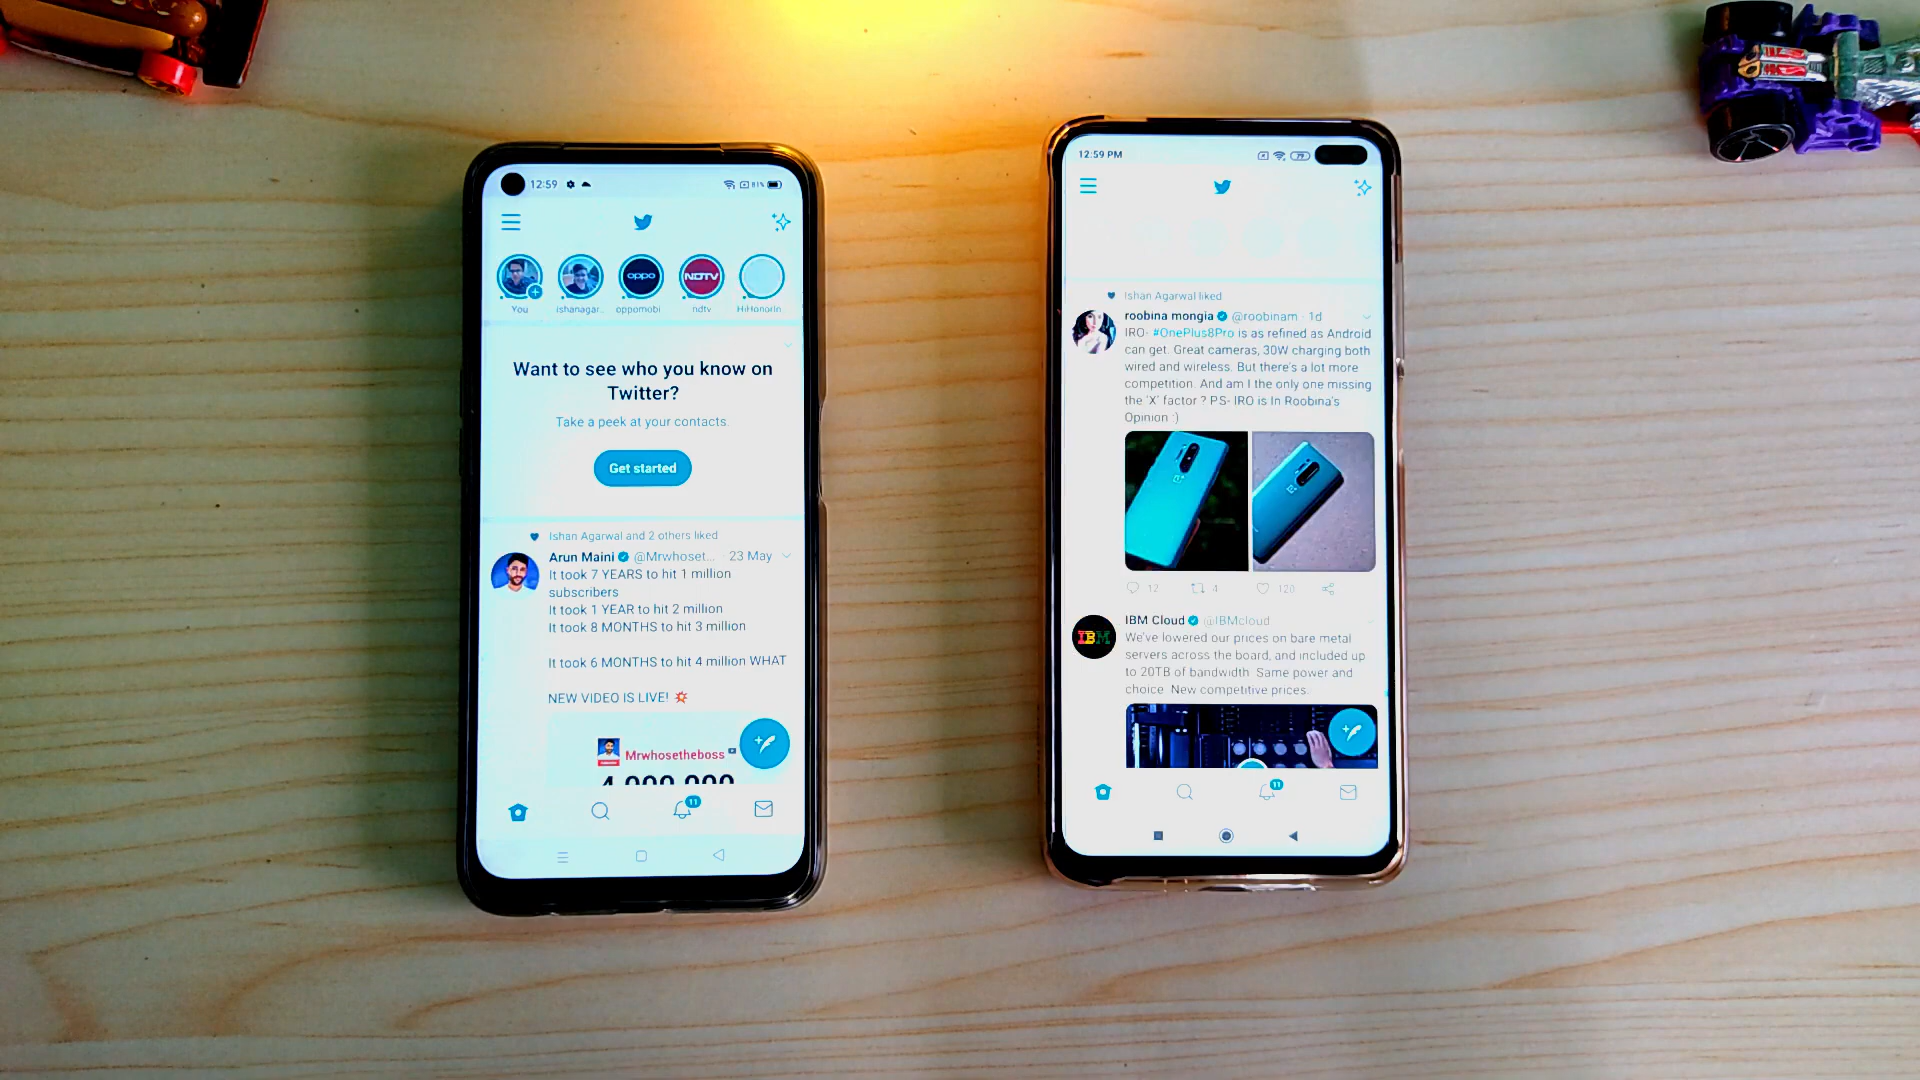 12:59
81%
You
ishanagar..
oppo
oppomobi
NDTV
ndtv
HiHonorIn
Want to see who you know on
Twitter?
Take a peek at your contacts.
Get started
Ishan Agarwal and 2 others liked
Arun Maini @Mrwhoset... · 23 May
It took 7 YEARS to hit 1 million
subscribers
It took 1 YEAR to hit 2 million
It took 8 MONTHS to hit 3 million
It took 6 MONTHS to hit 4 million WHAT
NEW VIDEO IS LIVE! 💥
Mrwhosetheboss
4,000,000
11
12:59 PM
79
Ishan Agarwal liked
roobina mongia @roobinam · 1d
IRO- #OnePlus8Pro is as refined as Android
can get. Great cameras, 30W charging both
wired and wireless. But there's a lot more
competition. And am I the only one missing
the 'X' factor ? PS- IRO is In Roobina's
Opinion :)
12 4 120
IBM Cloud @IBMcloud
IBM
We've lowered our prices on bare metal
servers across the board, and included up
to 20TB of bandwidth. Same power and
choice. New competitive prices.
11